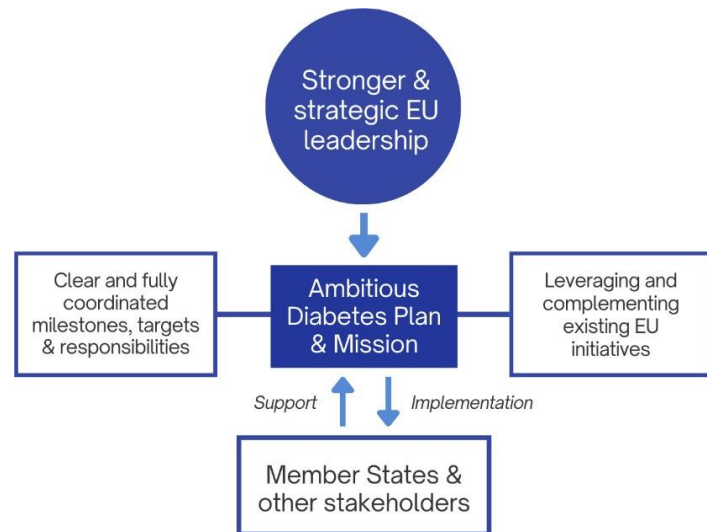 Stronger &
strategic EU
leadership
Clear and fully
coordinated
milestones, targets
& responsibilities
Ambitious
Diabetes Plan
& Mission
Leveraging and
complementing
existing EU
initiatives
Support
Implementation
Member States &
other stakeholders